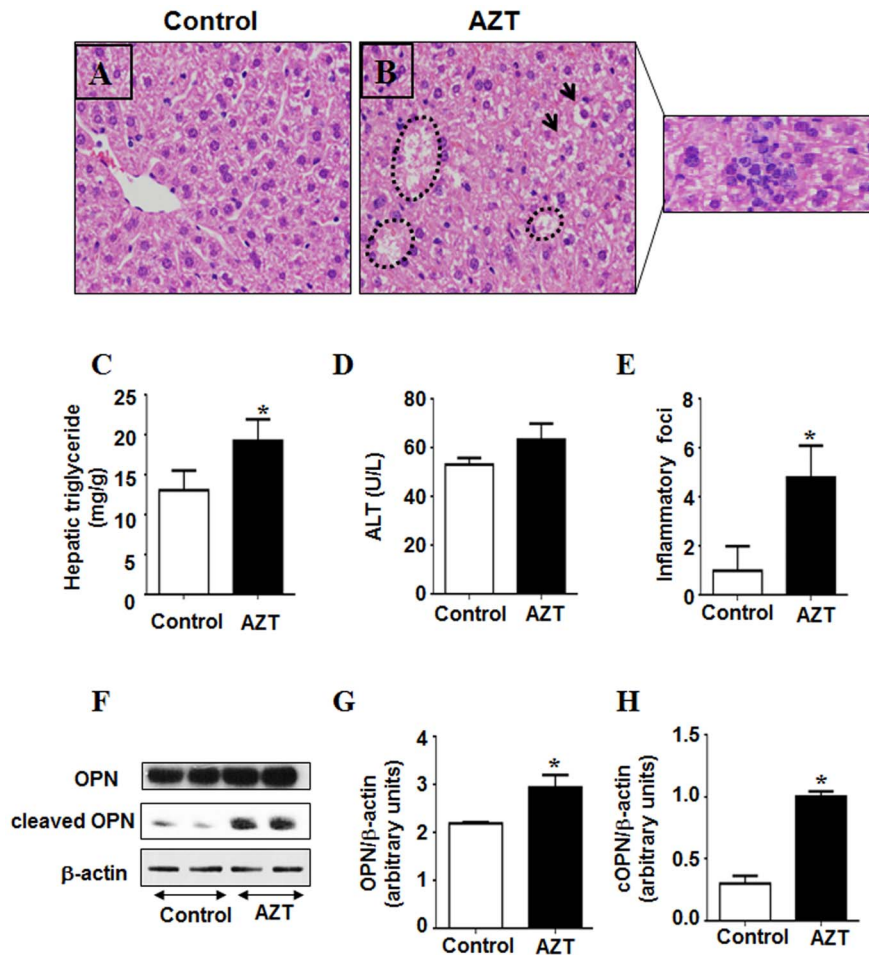 Control
AZT
A
B
C
Hepatic triglyceride
(mg/g)
25
20
15
10
5
0
Control
AZT
*
D
ALT (U/L)
80
60
40
20
0
Control
AZT
E
Inflammatory foci
8
6
4
2
0
Control
AZT
*
F
OPN
cleaved OPN
β-actin
Control
AZT
G
OPN/β-actin
(arbitrary units)
4
3
2
1
0
Control
AZT
*
H
cOPN/β-actin
(arbitrary units)
1.5
1.0
0.5
0.0
Control
AZT
*